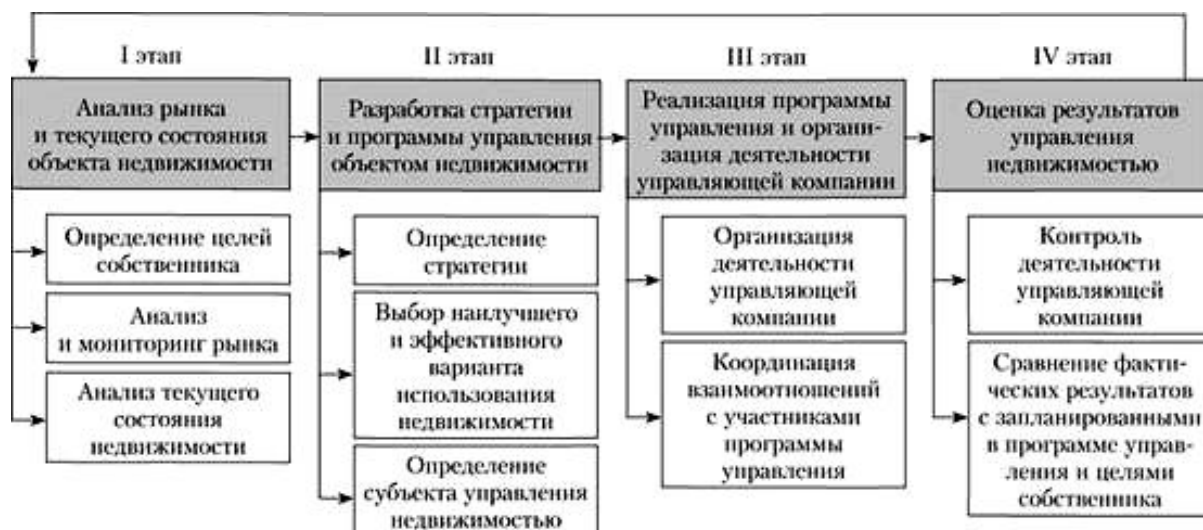 I этап
Анализ рынка
и текущего состояния
объекта недвижимости
Определение целей
собственника
Анализ
и мониторинг рынка
Анализ текущего
состояния
недвижимости
II этап
Разработка стратегии
и программы управления
объектом недвижимости
Определение
стратегии
Выбор наилучшего
и эффективного
варианта
использования
недвижимости
Определение
субъекта управления
недвижимостью
III этап
Реализация программы
управления и органи-
зация деятельности
управляющей компании
Организация
деятельности
управляющей
компании
Координация
взаимоотношений
с участниками
программы
управления
IV этап
Оценка результатов
управления
недвижимостью
Контроль
деятельности
управляющей
компании
Сравнение факти-
ческих результатов
с запланированными
в программе управ-
ления и целями
собственника